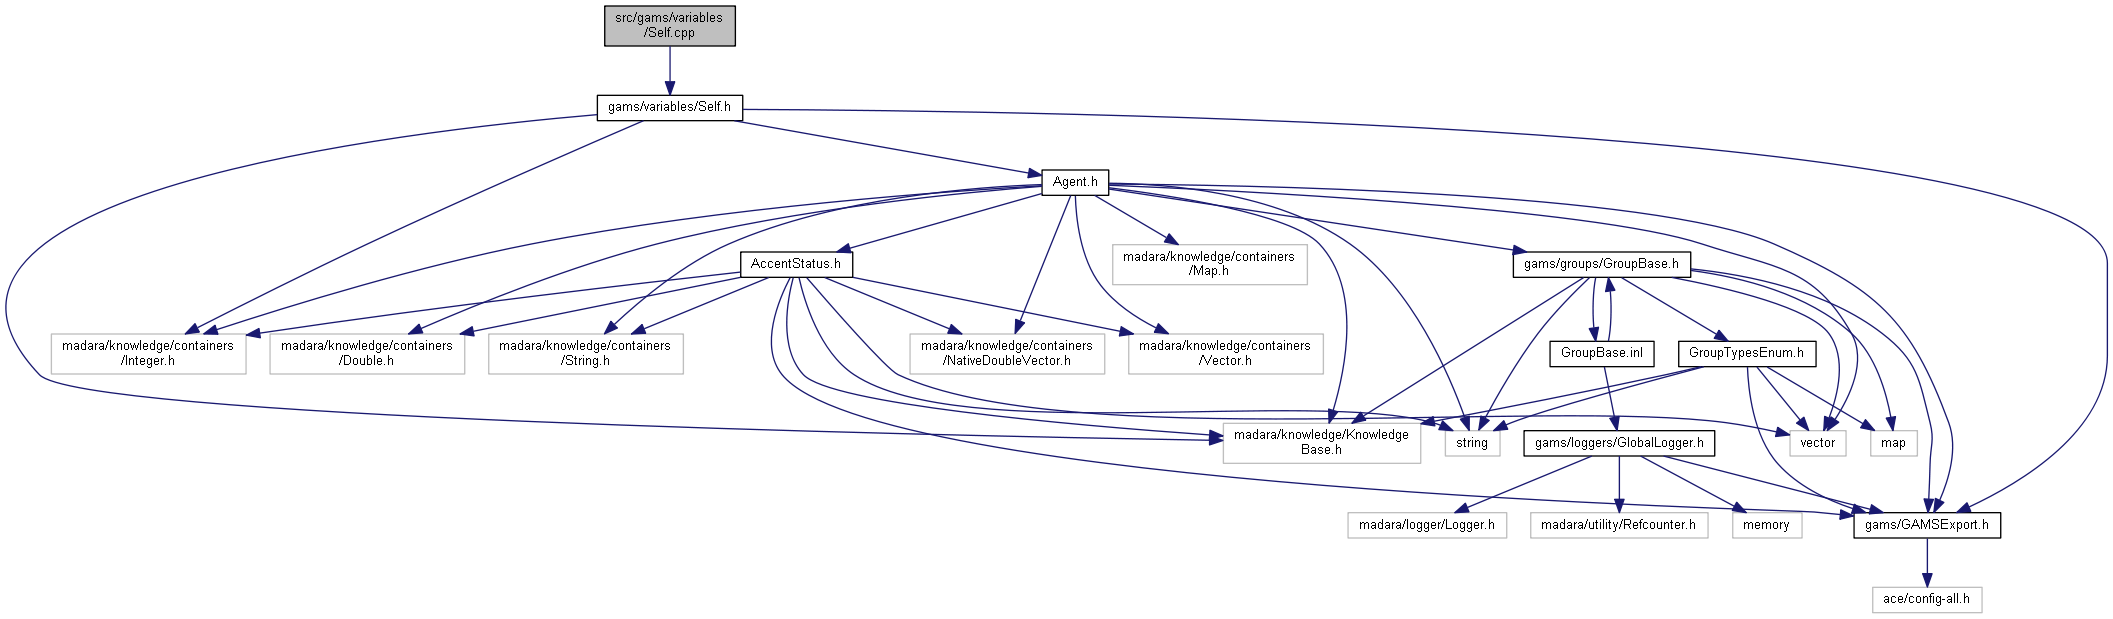 src/gams/variables
/Self.cpp
gams/variables/Self.h
Agent.h
madara/knowledge/containers
/Map.h
AccentStatus.h
gams/groups/GroupBase.h
madara/knowledge/containers
/Integer.h
madara/knowledge/containers
/Double.h
madara/knowledge/containers
/String.h
madara/knowledge/containers
/NativeDoubleVector.h
madara/knowledge/containers
/Vector.h
GroupBase.inl
GroupTypesEnum.h
madara/knowledge/Knowledge
Base.h
string
gams/loggers/GlobalLogger.h
vector
map
madara/logger/Logger.h
madara/utility/Refcounter.h
memory
gams/GAMSExport.h
ace/config-all.h